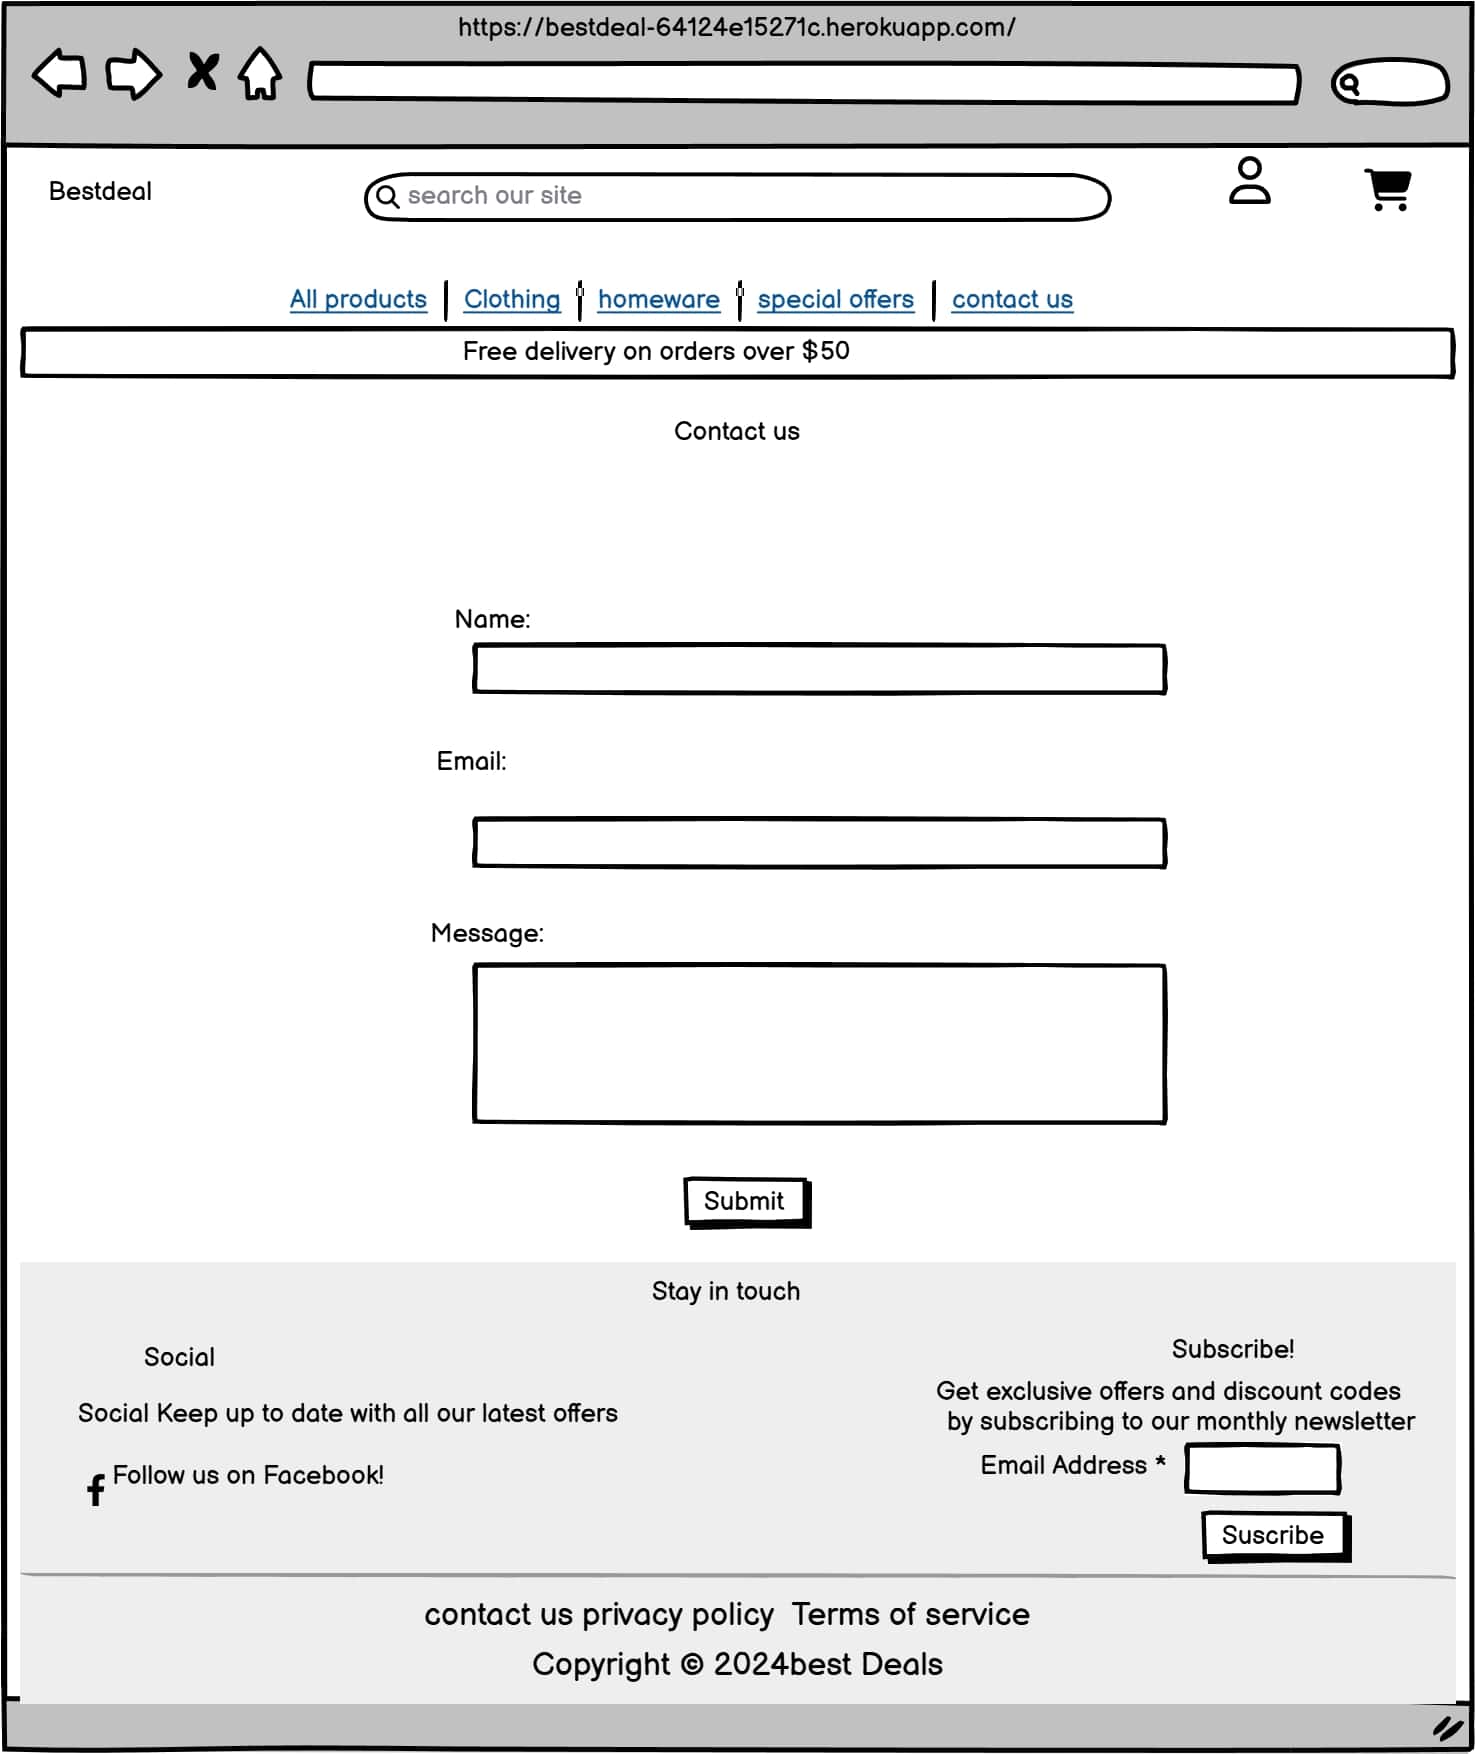 https://bestdeal-64124e15271c.herokuapp.com/
Bestdeal
search our site
All products | Clothing | homeware | special offers | contact us
Free delivery on orders over $50
Contact us
Name:
Email:
Message:
Submit
Stay in touch
Social
Social Keep up to date with all our latest offers
Follow us on Facebook!
Subscribe!
Get exclusive offers and discount codes
by subscribing to our monthly newsletter
Email Address *
Suscribe
contact us privacy policy Terms of service
Copyright © 2024best Deals